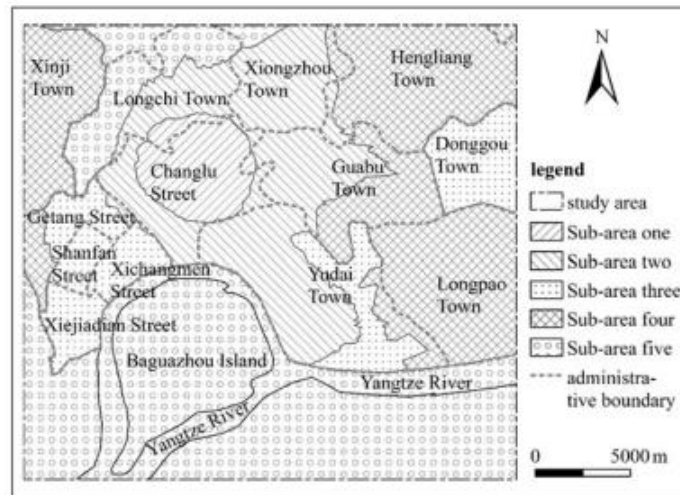 Xinji
Town
Xiongzhou
Town
Hengliang
Town
Longchi Town
Donggou
Town
Changlu
Street
Guabu
Town
Getang Street
Shanfan
Street
Xichangmen
Street
Yudai
Town
Longpao
Town
Xiejiadian Street
Baguazhou Island
Yangtze River
Yangtze River
N
legend
study area
Sub-area one
Sub-area two
Sub-area three
Sub-area four
Sub-area five
administra-
tive boundary
0 5000 m